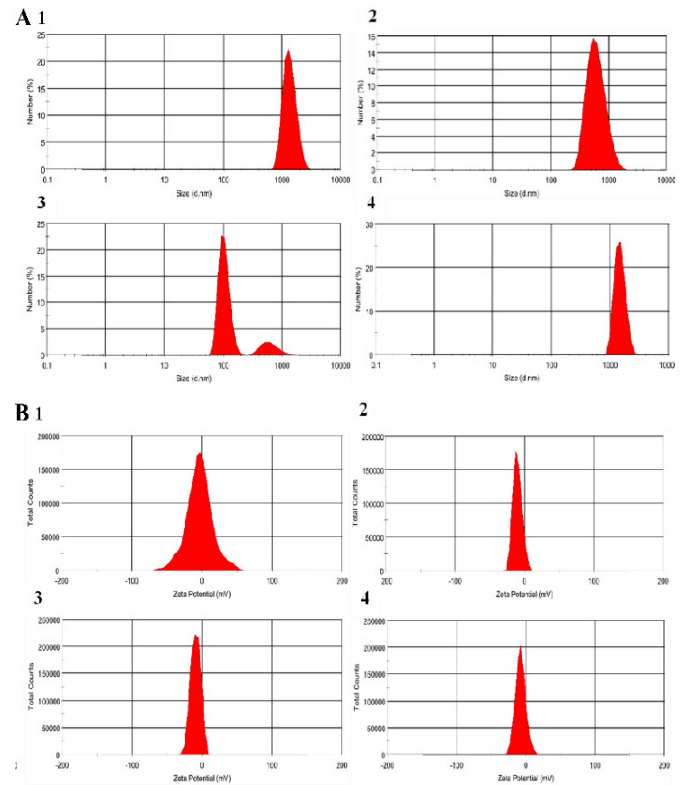 A 1
25
20
15
10
5
0
Number (%)
0.1 1 10 100 1000 10000
Size (d.nm)
2
16
14
12
10
8
6
4
2
0
Number (%)
0.1 1 10 100 1000 10000
Size (d.nm)
3
25
20
15
10
5
0
Number (%)
0.1 1 10 100 1000 10000
Size (d.nm)
4
30
20
10
0
Number (%)
0.1 1 10 100 1000 10000
Size (d.nm)
B 1
200000
150000
100000
50000
0
Total Counts
-200 -100 0 100 200
Zeta Potential (mV)
2
200000
150000
100000
50000
0
Total Counts
-200 -100 0 100 200
Zeta Potential (mV)
3
250000
200000
150000
100000
50000
0
Total Counts
-200 -100 0 100 200
Zeta Potential (mV)
4
250000
200000
150000
100000
50000
0
Total Counts
-200 0 100 200
Zeta Potential (mV)